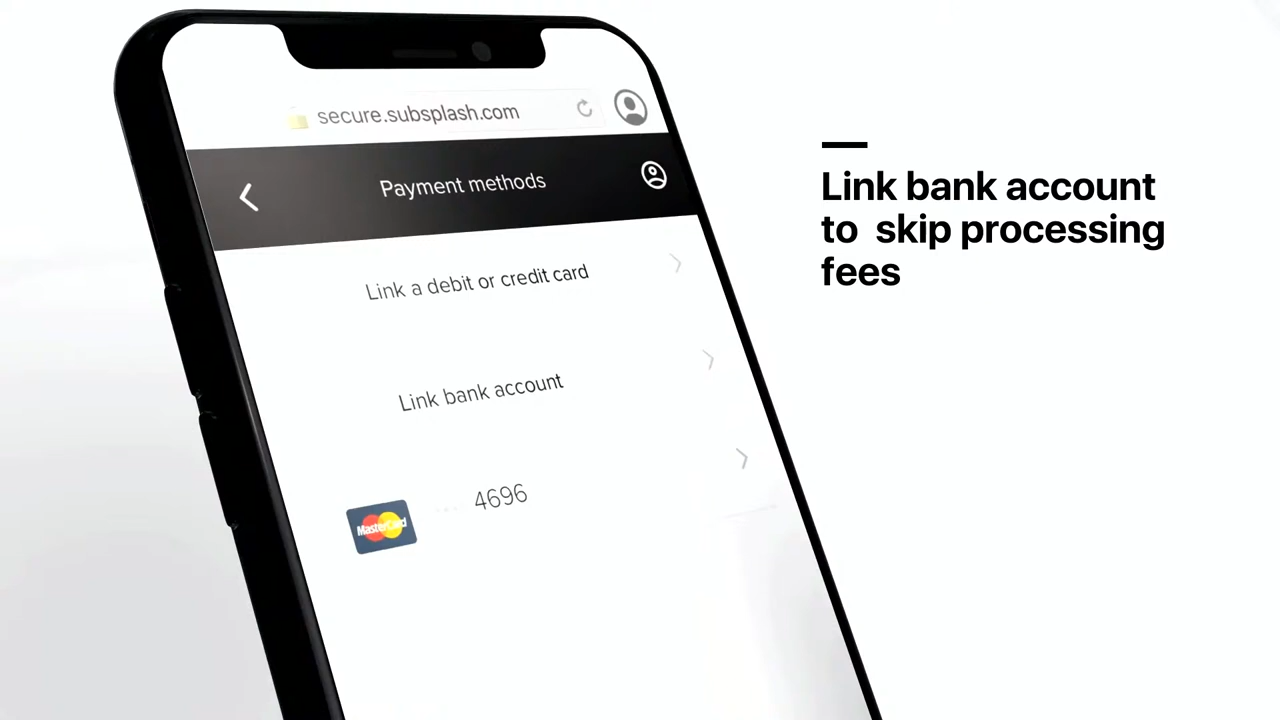 secure.subsplash.com
Payment methods
Link a debit or credit card
Link bank account
MasterCard
.... 4696
Link bank account
to  skip processing
fees